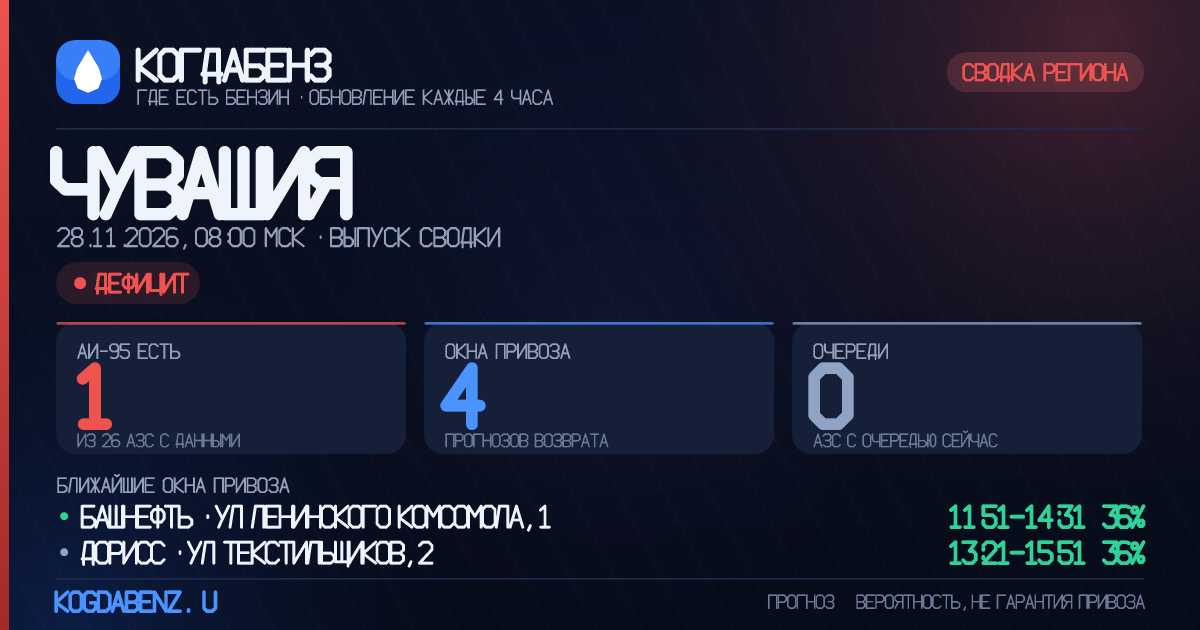 КОГДАБЕНЗ
ГДЕ ЕСТЬ БЕНЗИН · ОБНОВЛЕНИЕ КАЖДЫЕ 4 ЧАСА
СВОДКА РЕГИОНА
ЧУВАШИЯ
28.11.2026, 08:00 МСК · ВЫПУСК СВОДКИ
• ДЕФИЦИТ
АИ-95 ЕСТЬ
1
ИЗ 26 АЗС С ДАННЫМИ
ОКНА ПРИВОЗА
4
ПРОГНОЗОВ ВОЗВРАТА
ОЧЕРЕДИ
0
АЗС С ОЧЕРЕДЬЮ СЕЙЧАС
БЛИЖАЙШИЕ ОКНА ПРИВОЗА
• БАШНЕФТЬ · УЛ ЛЕНИНСКОГО КОМСОМОЛА, 1 11:51-14:31 36%
• ДОРИСС · УЛ ТЕКСТИЛЬЩИКОВ, 2 13:21-15:51 36%
KOGDABENZ. U
ПРОГНОЗ ВЕРОЯТНОСТЬ, НЕ ГАРАНТИЯ ПРИВОЗА